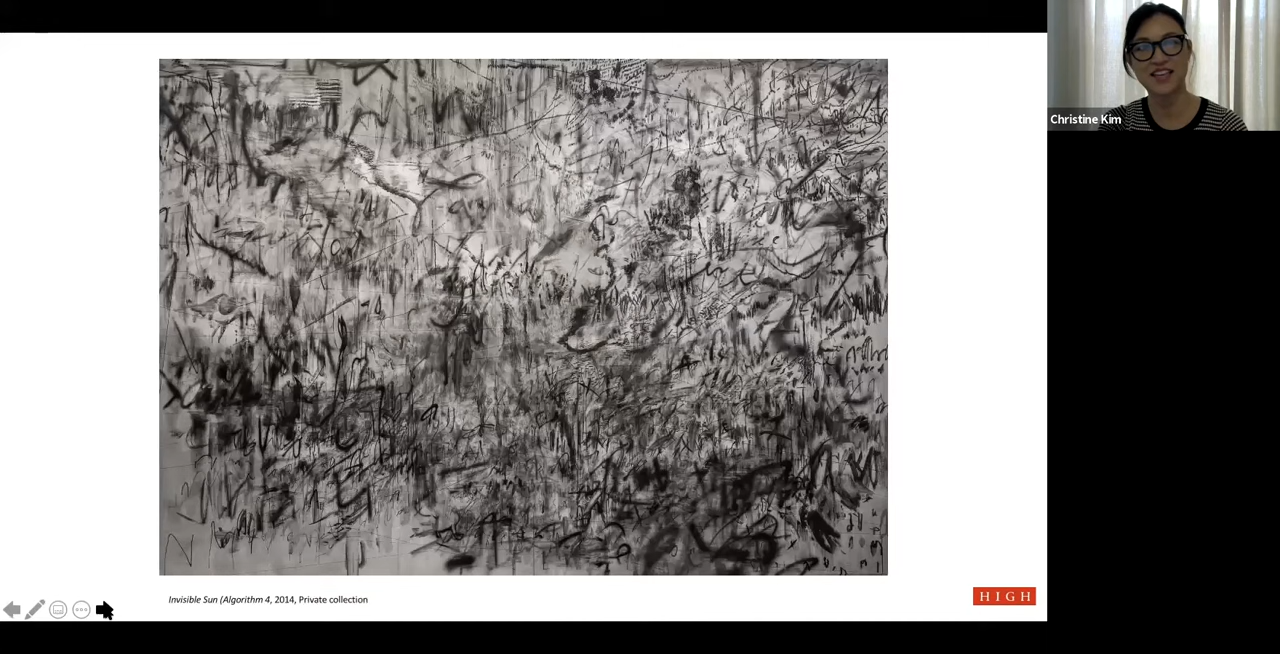 Christine Kim
Invisible Sun (Algorithm 4, 2014, Private collection
HIGH